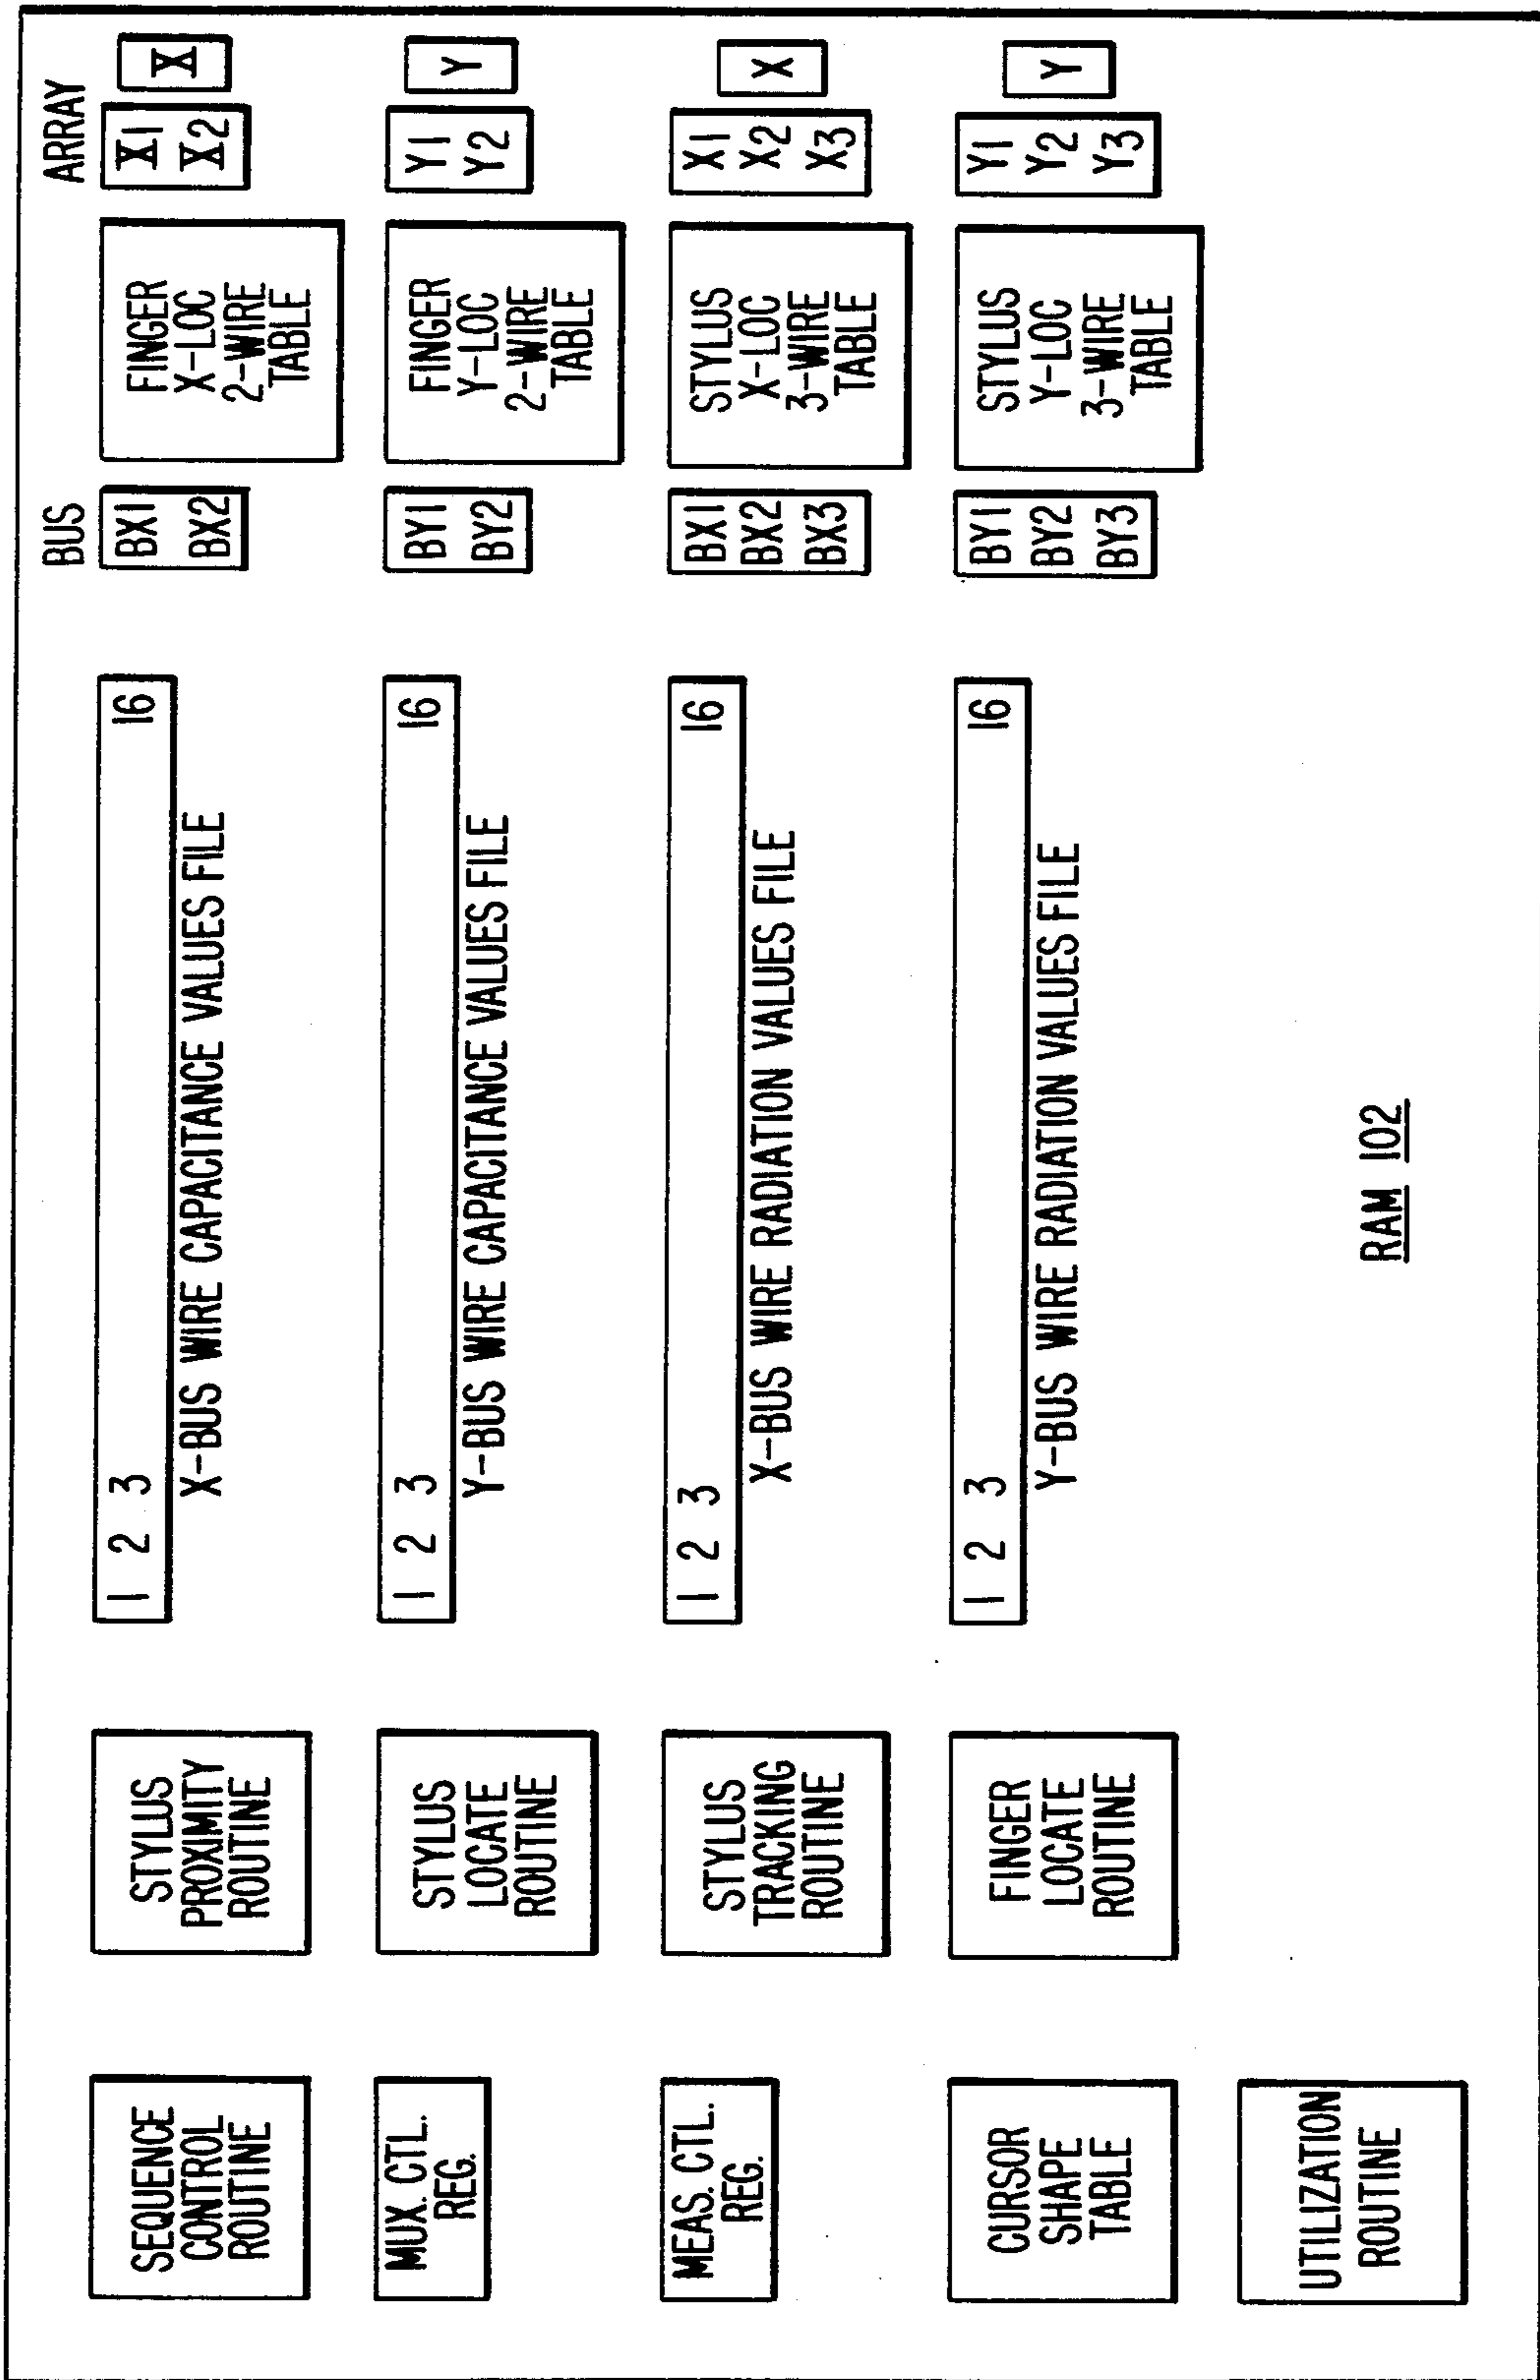 BUS
ARRAY
SEQUENCE
CONTROL
ROUTINE
STYLUS
PROXIMITY
ROUTINE
1 2 3 16
X-BUS WIRE CAPACITANCE VALUES FILE
BX1
BX2
FINGER
X-LOC
2-WIRE
TABLE
X1
X2
X
MUX. CTL.
REG.
STYLUS
LOCATE
ROUTINE
1 2 3 16
Y-BUS WIRE CAPACITANCE VALUES FILE
BY1
BY2
FINGER
Y-LOC
2-WIRE
TABLE
Y1
Y2
Y
MEAS. CTL.
REG.
STYLUS
TRACKING
ROUTINE
1 2 3 16
X-BUS WIRE RADIATION VALUES FILE
BX1
BX2
BX3
STYLUS
X-LOC
3-WIRE
TABLE
X1
X2
X3
X
CURSOR
SHAPE
TABLE
FINGER
LOCATE
ROUTINE
1 2 3 16
Y-BUS WIRE RADIATION VALUES FILE
BY1
BY2
BY3
STYLUS
Y-LOC
3-WIRE
TABLE
Y1
Y2
Y3
Y
UTILIZATION
ROUTINE
RAM 102